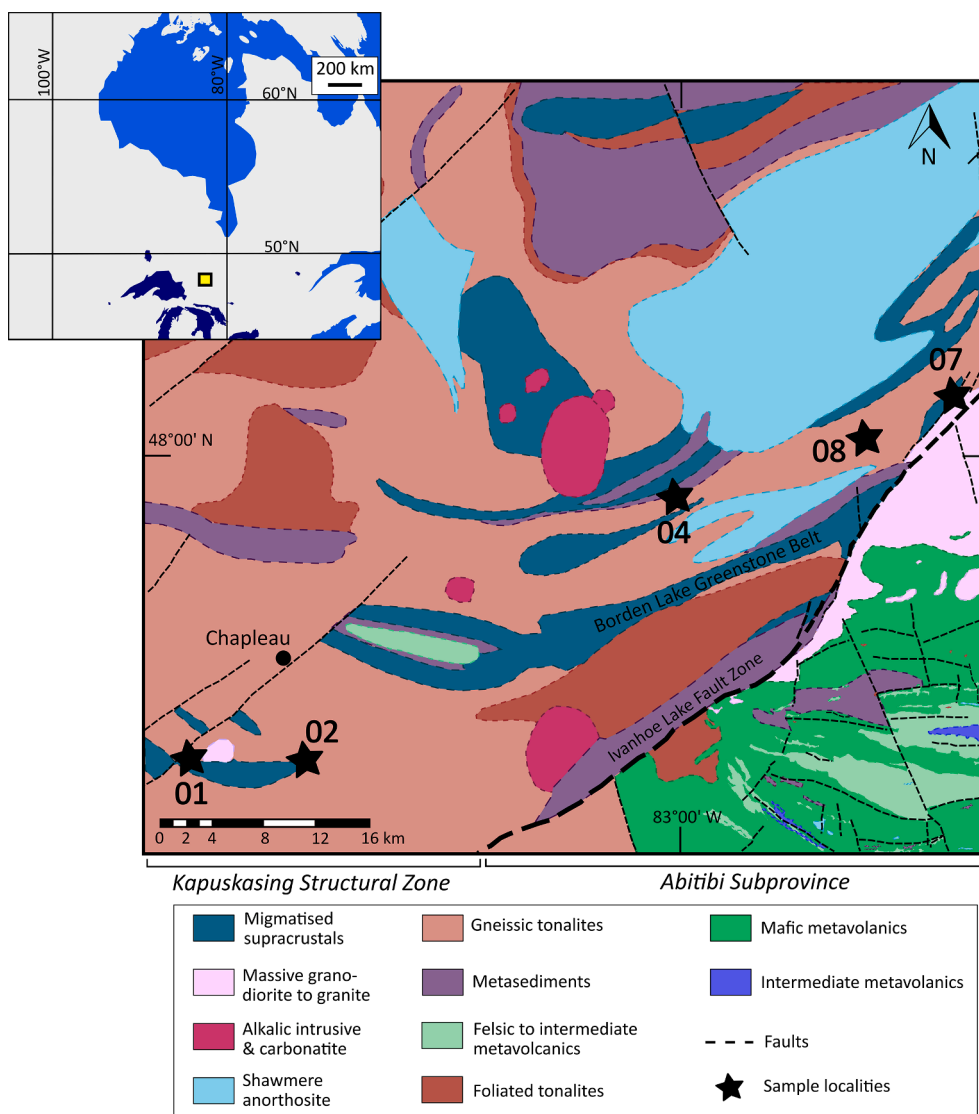 100°W
80°W
200 km
60°N
50°N
N
07
48°00' N
08
04
Borden Lake Greenstone Belt
Chapleau
Ivanhoe Lake Fault Zone
02
01
83°00' W
0 2 4 8 12 16 km
Kapuskasing Structural Zone
Abitibi Subprovince
Migmatised
supracrustals
Gneissic tonalites
Mafic metavolanics
Massive grano-
diorite to granite
Metasediments
Intermediate metavolanics
Alkalic intrusive
& carbonatite
Felsic to intermediate
metavolcanics
Faults
Shawmere
anorthosite
Foliated tonalites
Sample localities